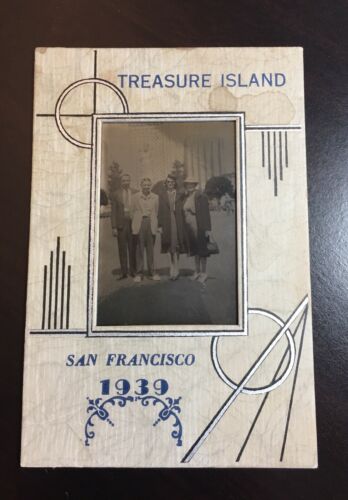 TREASURE ISLAND
SAN FRANCISCO
1939